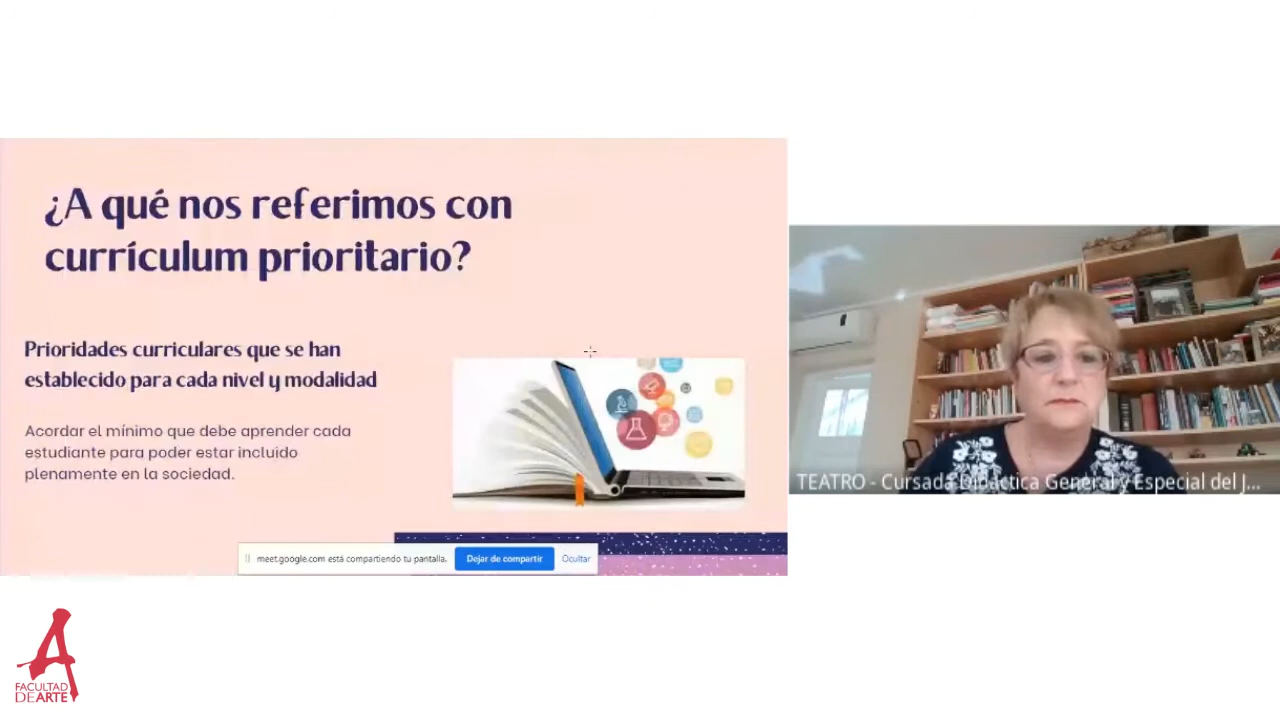 ¿A qué nos referimos con
currículum prioritario?
Prioridades curriculares que se han
establecido para cada nivel y modalidad
Acordar el mínimo que debe aprender cada
estudiante para poder estar incluido
plenamente en la sociedad.
meet.google.com está compartiendo tu pantalla.
Dejar de compartir
Ocultar
TEATRO - Cursada Didáctica General y Especial del J...
FACULTAD
DEARTE